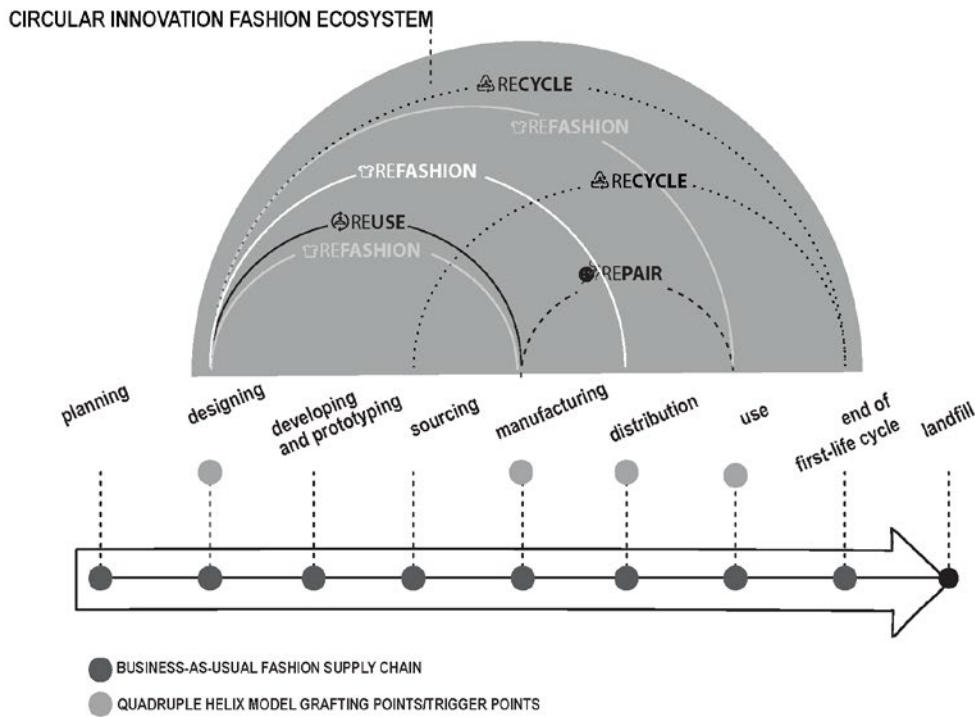 CIRCULAR INNOVATION FASHION ECOSYSTEM
RECYCLE
REFASHION
REFASHION
RECYCLE
REUSE
REFASHION
REPAIR
planning
designing
developing
and prototyping
sourcing
manufacturing
distribution
use
end of
first-life cycle
landfill
BUSINESS-AS-USUAL FASHION SUPPLY CHAIN
QUADRUPLE HELIX MODEL GRAFTING POINTS/TRIGGER POINTS